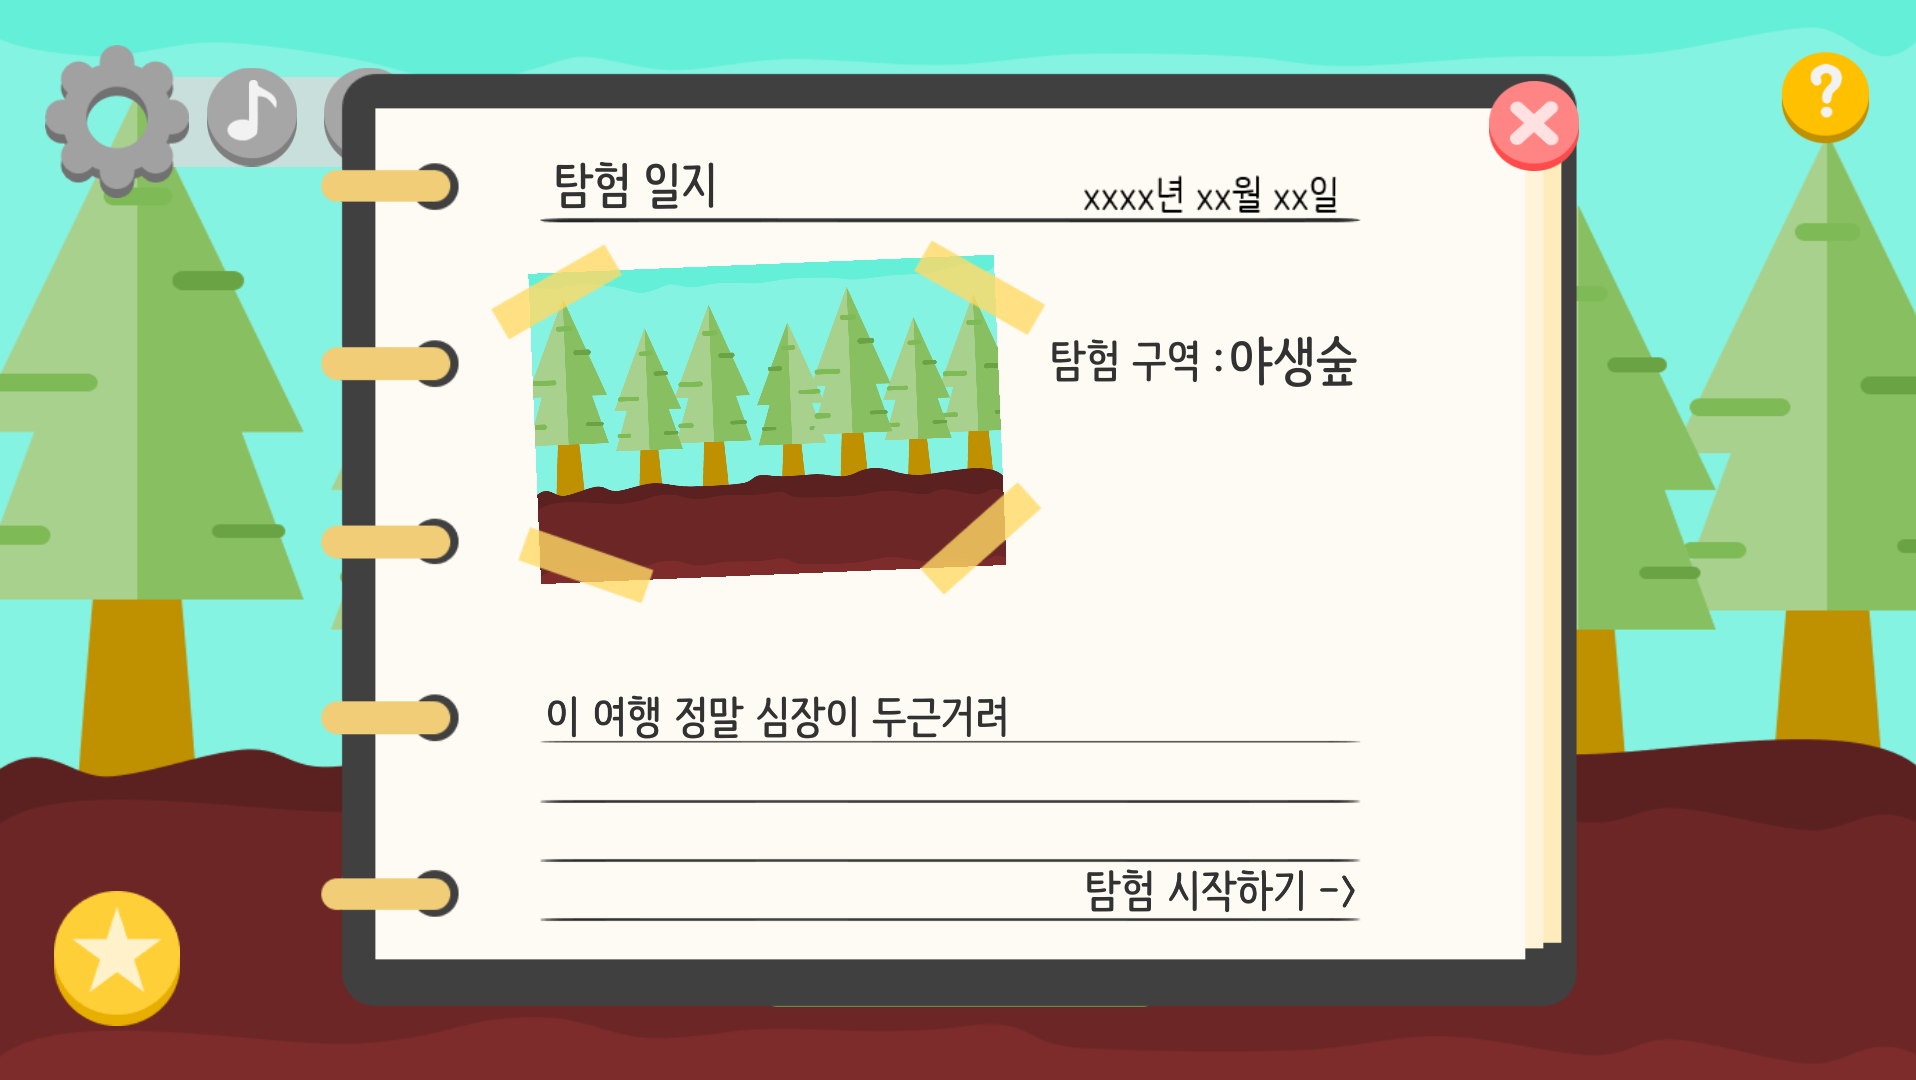 탐험 일지
xxxx년 xx월 xx일
탐험 구역 : 야생숲
이 여행 정말 심장이 두근거려
탐험 시작하기 ->
?